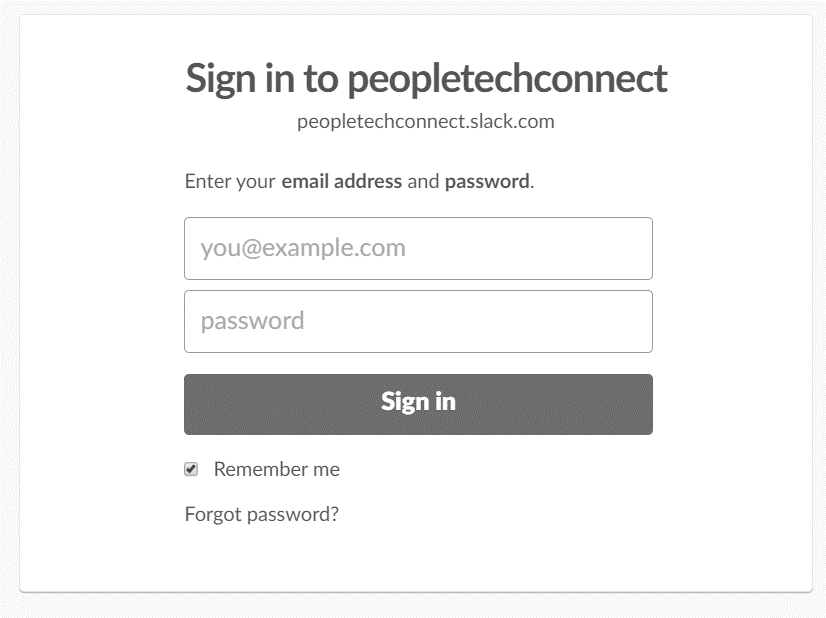 Sign in to peopletechconnect
peopletechconnect.slack.com
Enter your email address and password.
you@example.com
password
Sign in
Remember me
Forgot password?